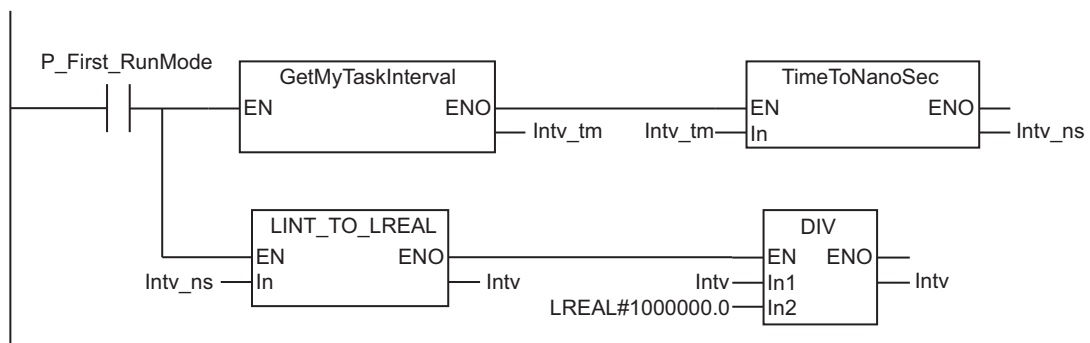 P_First_RunMode
GetMyTaskInterval TimeToNanoSec
EN ENO EN ENO
Intv_tm Intv_tm In Intv_ns
LINT_TO_LREAL DIV
EN ENO EN ENO
Intv_ns In Intv Intv In1 Intv
LREAL#1000000.0 In2